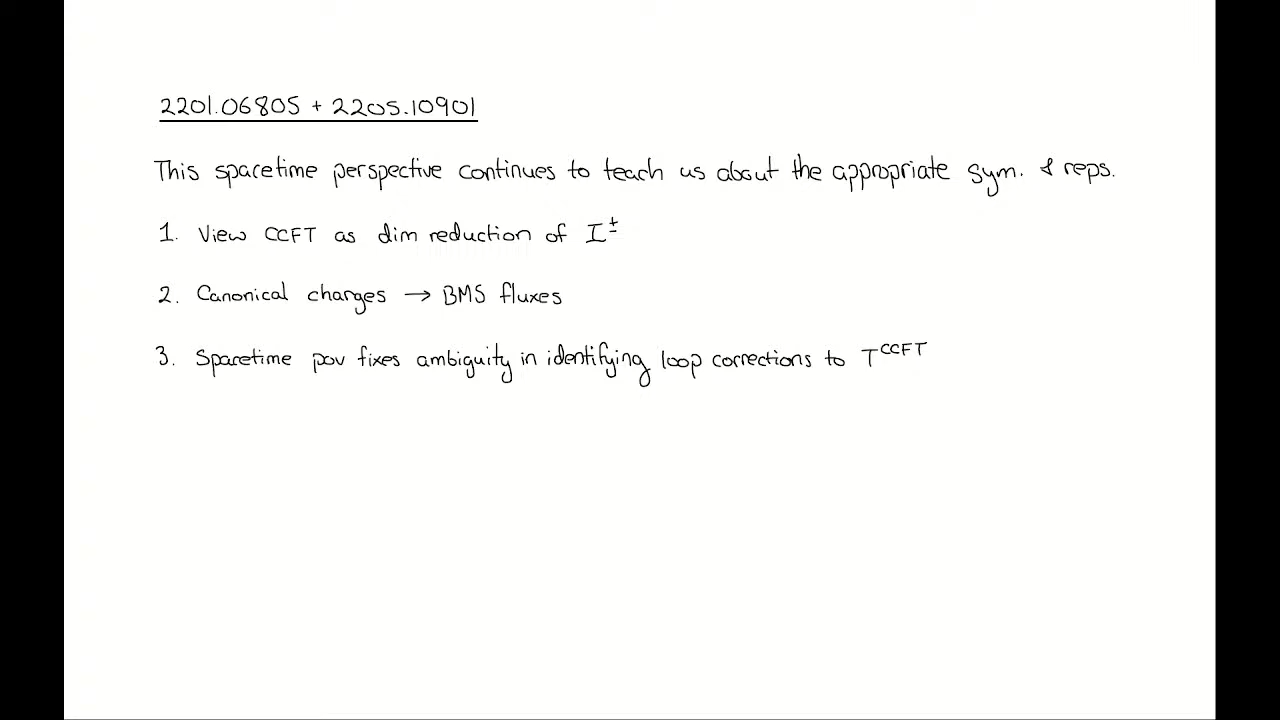 2201.06805 + 2205.10901
This spacetime perspective continues to teach us about the appropriate sym. & reps.
1. View CCFT as dim reduction of I±
2. Canonical charges → BMS fluxes
3. Spacetime pov fixes ambiguity in identifying loop corrections to T^CCFT